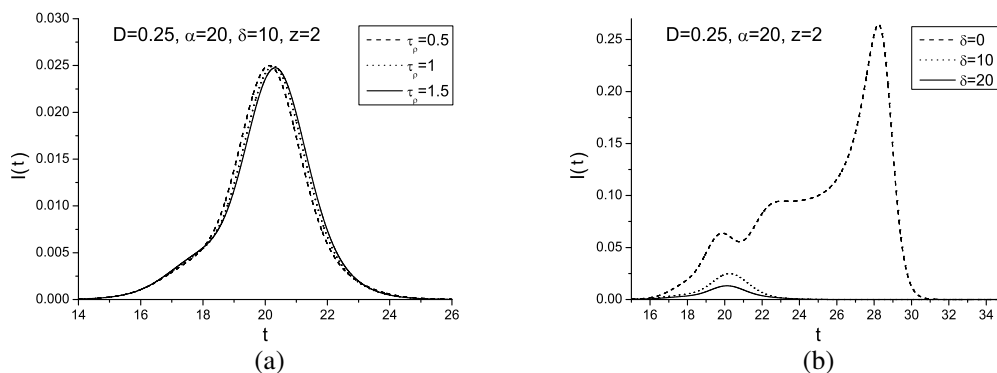 D=0.25, α=20, δ=10, z=2
τρ=0.5
τρ=1
τρ=1.5
I(t)
0.030
0.025
0.020
0.015
0.010
0.005
0.000
14 16 18 20 22 24 26
t
(a)
D=0.25, α=20, z=2
δ=0
δ=10
δ=20
I(t)
0.25
0.20
0.15
0.10
0.05
0.00
16 18 20 22 24 26 28 30 32 34
t
(b)